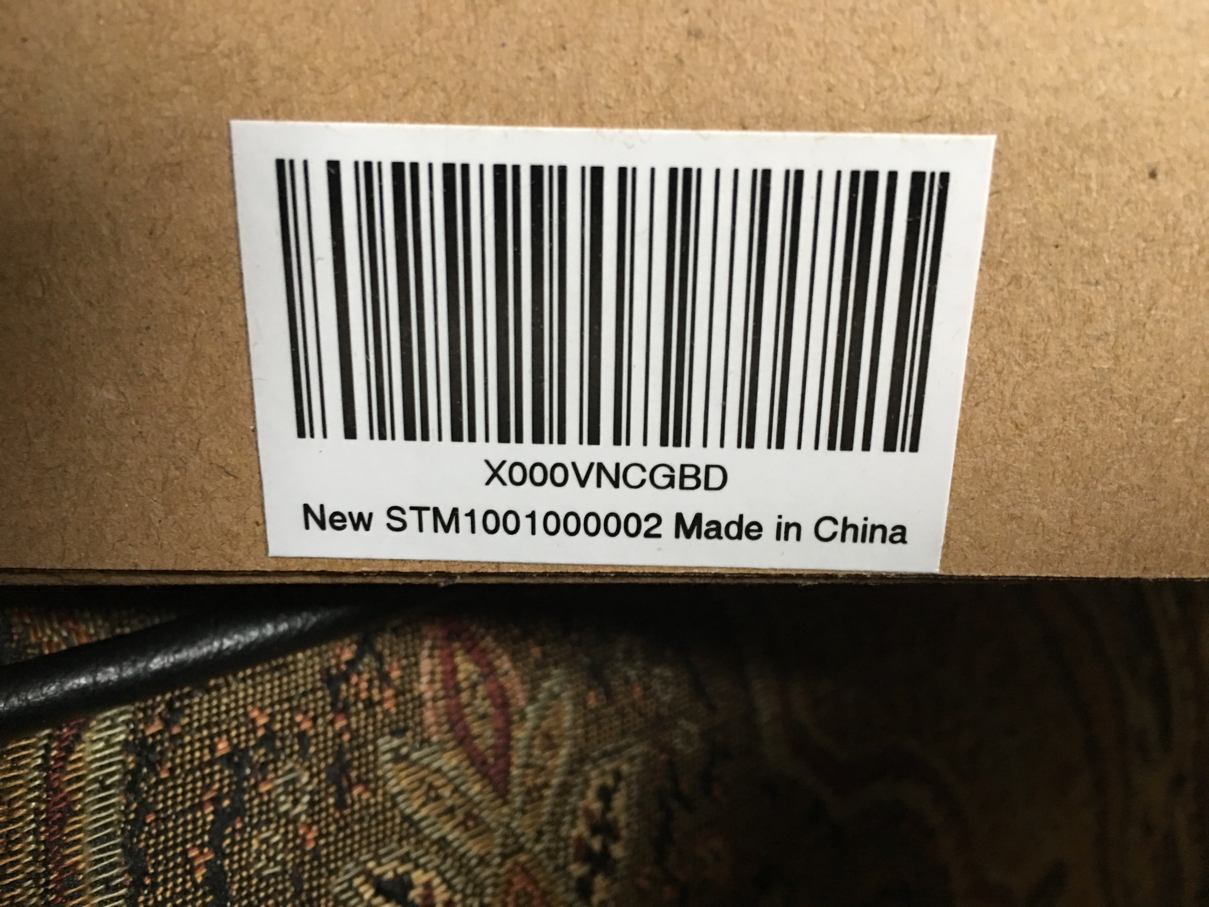 X000VNCGBD
New STM1001000002 Made in China